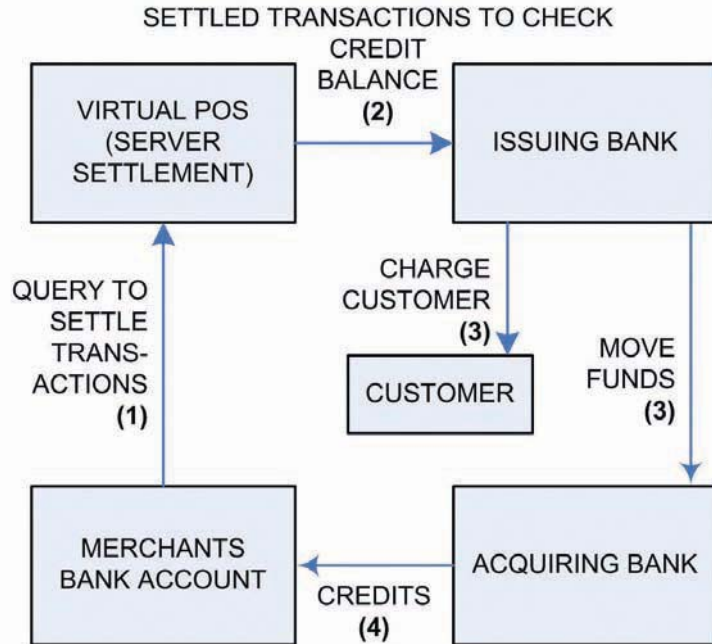 SETTLED TRANSACTIONS TO CHECK
CREDIT
BALANCE
(2)
VIRTUAL POS
(SERVER
SETTLEMENT)
ISSUING BANK
QUERY TO
SETTLE
TRANS-
ACTIONS
(1)
CHARGE
CUSTOMER
(3)
MOVE
FUNDS
(3)
CUSTOMER
MERCHANTS
BANK ACCOUNT
ACQUIRING BANK
CREDITS
(4)